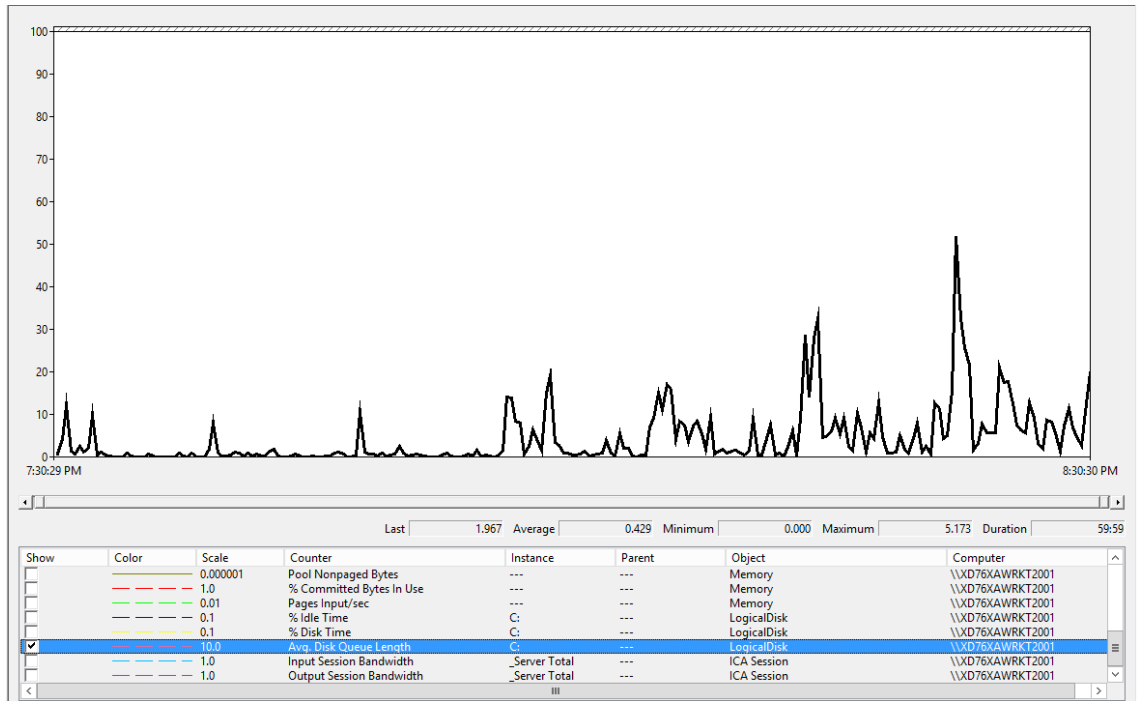 100
90
80
70
60
50
40
30
20
10
0
7:30:29 PM 8:30:30 PM
Last 1.967 Average 0.429 Minimum 0.000 Maximum 5.173 Duration 59:59
Show Color Scale Counter Instance Parent Object Computer
0.000001 Pool Nonpaged Bytes --- --- Memory \\XD76XAWRKT2001
1.0 % Committed Bytes In Use --- --- Memory \\XD76XAWRKT2001
0.01 Pages Input/sec --- --- Memory \\XD76XAWRKT2001
0.1 % Idle Time C: --- LogicalDisk \\XD76XAWRKT2001
0.1 % Disk Time C: --- LogicalDisk \\XD76XAWRKT2001
10.0 Avg. Disk Queue Length C: --- LogicalDisk \\XD76XAWRKT2001
1.0 Input Session Bandwidth _Server Total --- ICA Session \\XD76XAWRKT2001
1.0 Output Session Bandwidth _Server Total --- ICA Session \\XD76XAWRKT2001